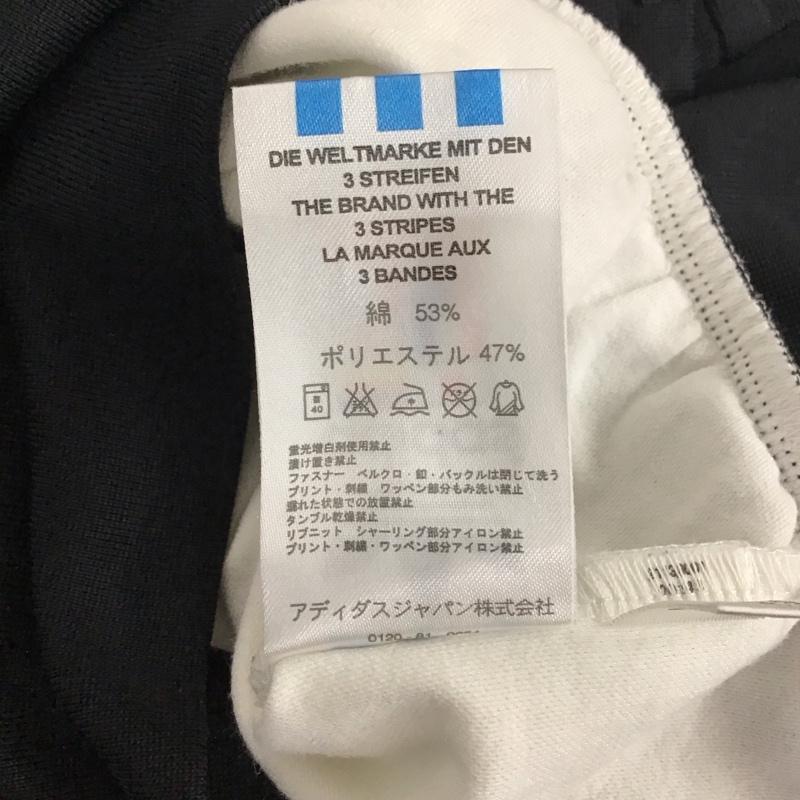 DIE WELTMARKE MIT DEN
3 STREIFEN
THE BRAND WITH THE
3 STRIPES
LA MARQUE AUX
3 BANDES
綿 53%
ポリエステル 47%
弱
40
蛍光増白剤使用禁止
漬け置き禁止
ファスナー ベルクロ・釦・バックルは閉じて洗う
プリント・刺繍 ワッペン部分もみ洗い禁止
濡れた状態での放置禁止
タンブル乾燥禁止
リブニット シャーリング部分アイロン禁止
プリント・刺繍・ワッペン部分アイロン禁止
アディダスジャパン株式会社